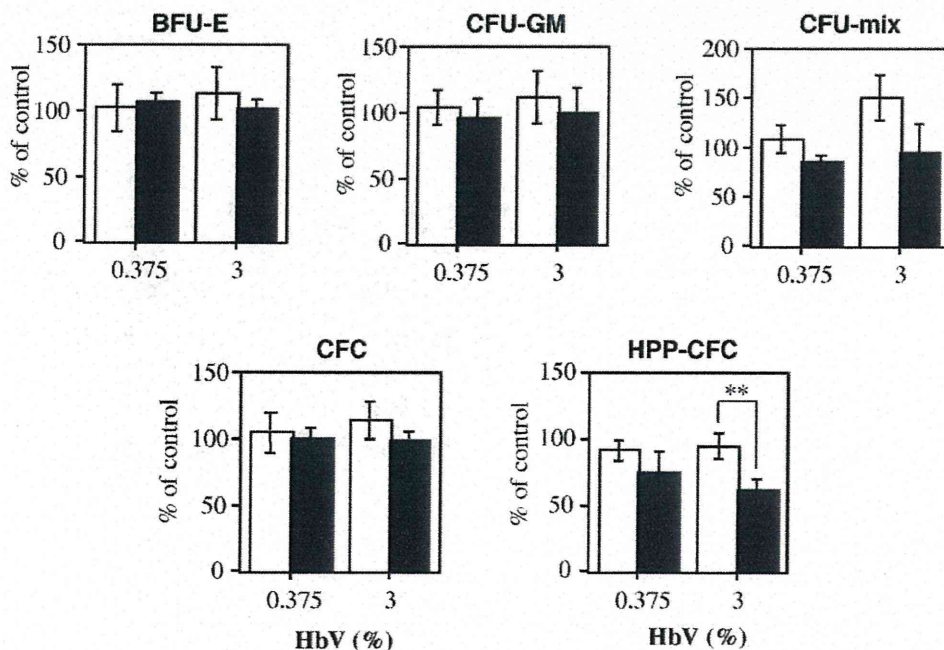 BFU-E
CFU-GM
CFU-mix
% of control
150
100
50
0
0.375 3
% of control
150
100
50
0
0.375 3
% of control
200
150
100
50
0
0.375 3
CFC
HPP-CFC
% of control
150
100
50
0
0.375 3
HbV (%)
% of control
150
100
50
0
**
0.375 3
HbV (%)